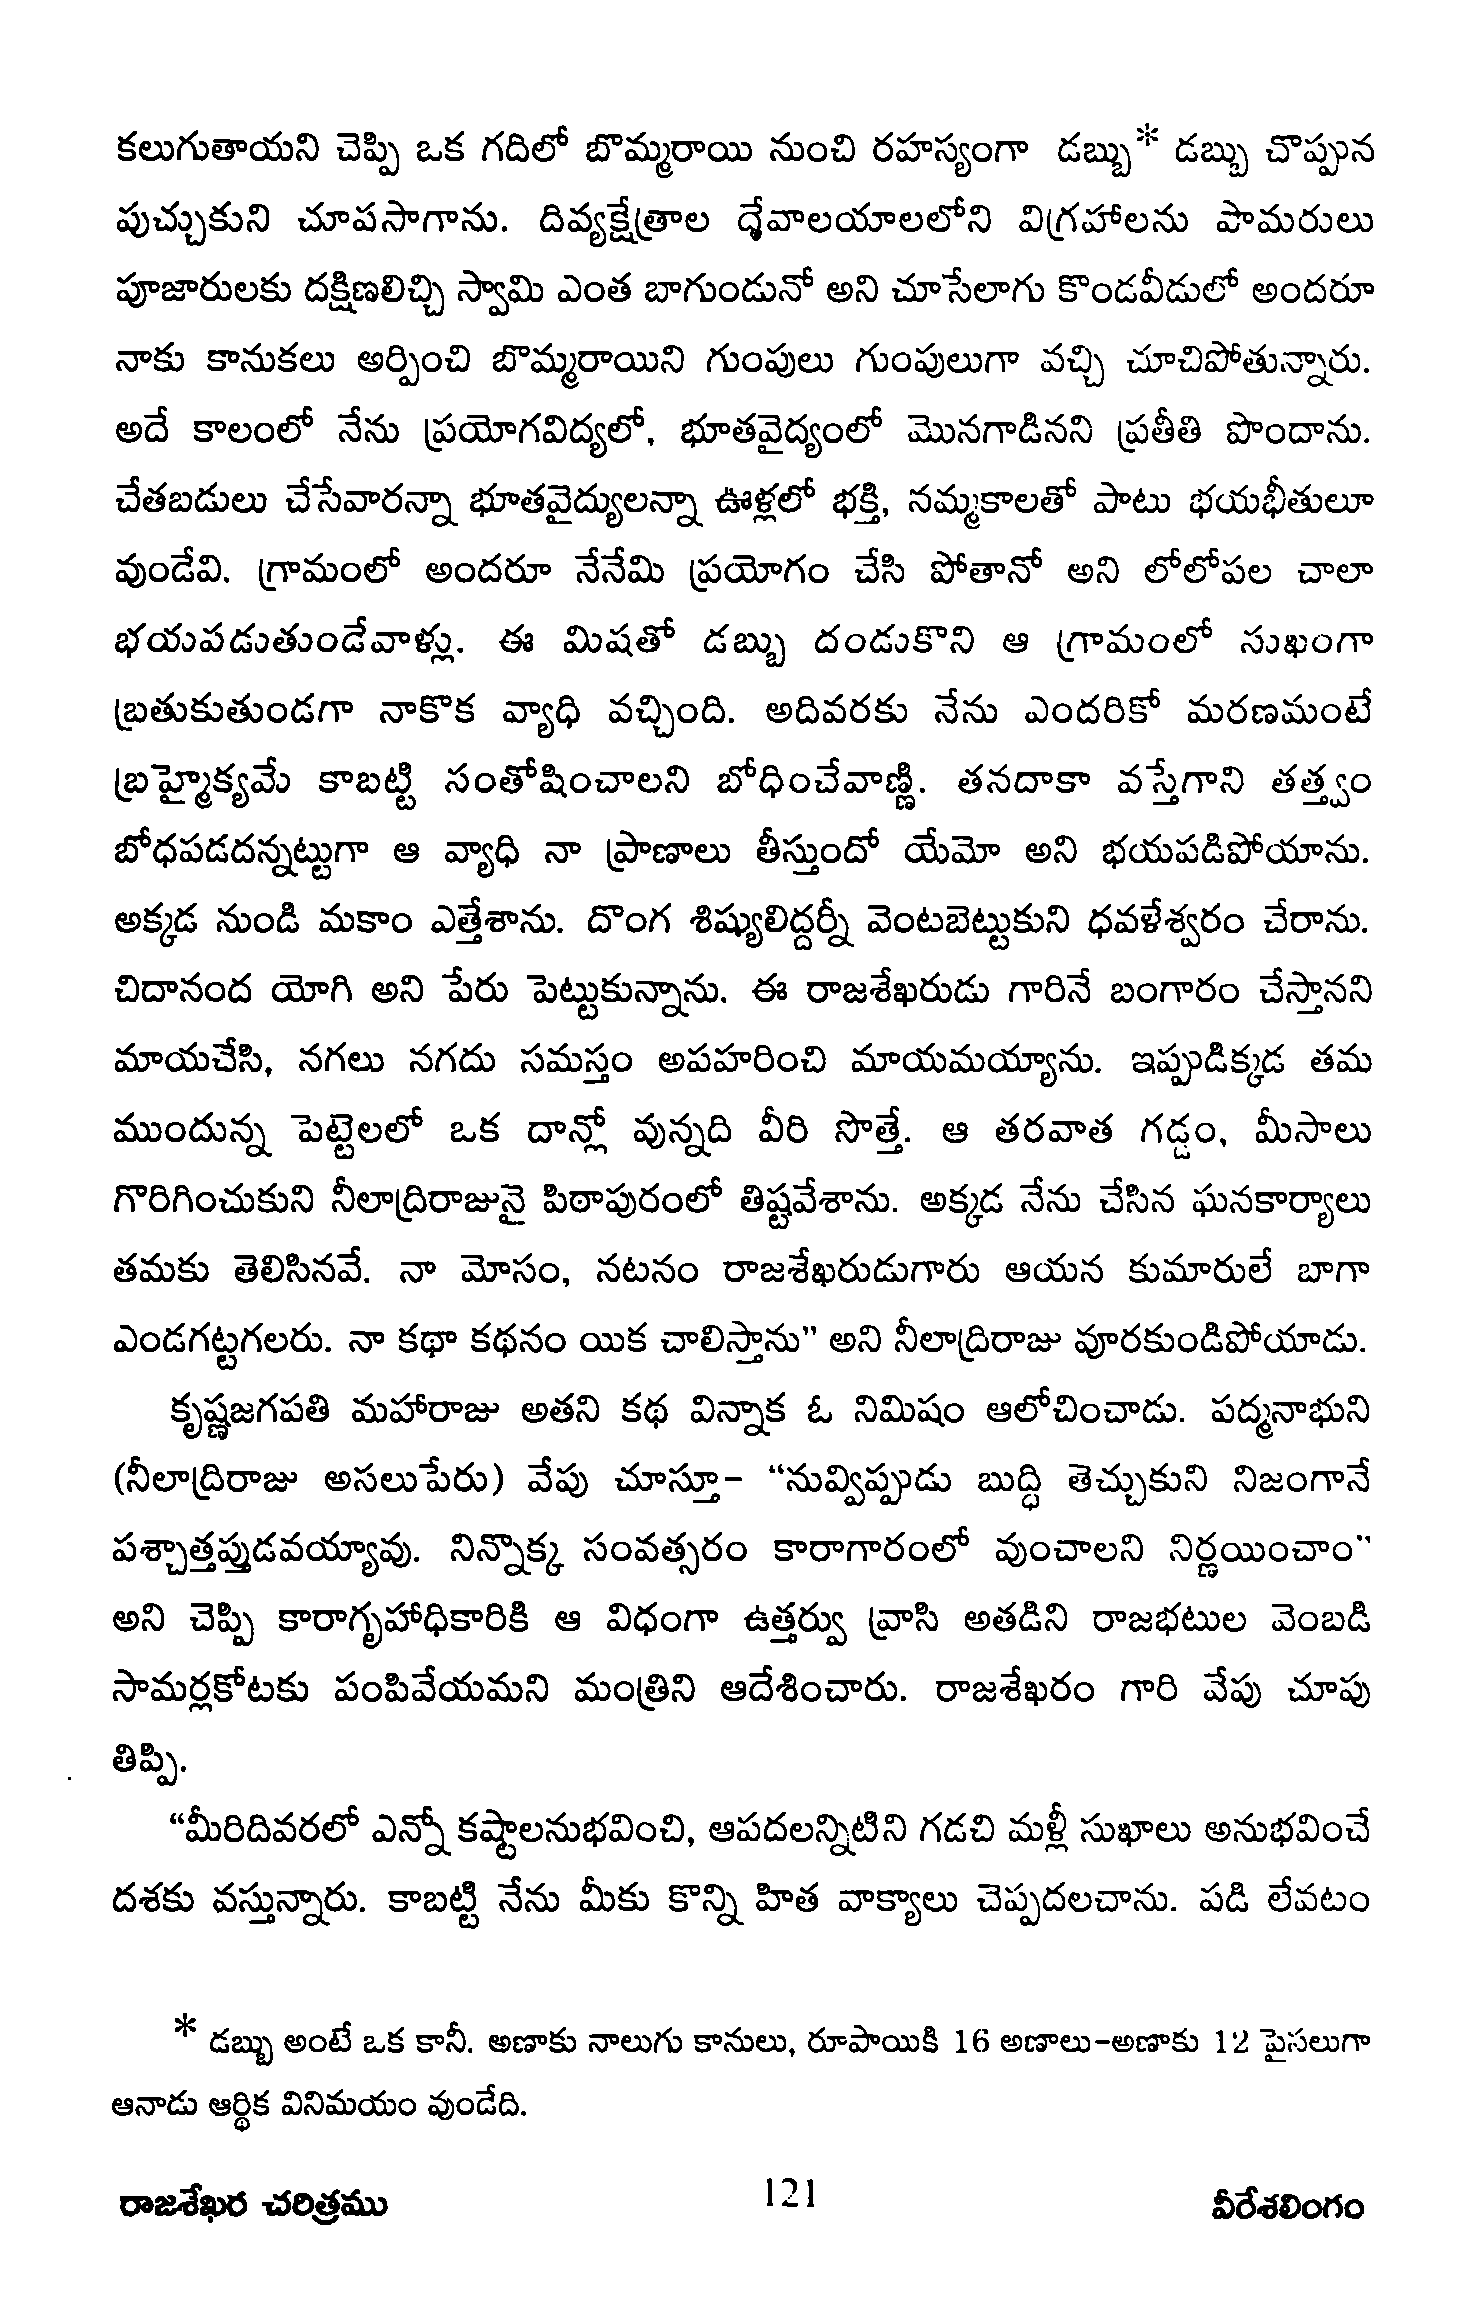 కలుగుతాయని చెప్పి ఒక గదిలో బొమ్మరాయి నుంచి రహస్యంగా డబ్బు* డబ్బు చొప్పున
పుచ్చుకుని చూపసాగాను. దివ్యక్షేత్రాల దేవాలయాలలోని విగ్రహాలను పామరులు
పూజారులకు దక్షిణలిచ్చి స్వామి ఎంత బాగుండునో అని చూసేలాగు కొండవీడులో అందరూ
నాకు కానుకలు అర్పించి బొమ్మరాయిని గుంపులు గుంపులుగా వచ్చి చూచిపోతున్నారు.
అదే కాలంలో నేను ప్రయోగవిద్యలో, భూతవైద్యంలో మొనగాడినని ప్రతీతి పొందాను.
చేతబడులు చేసేవారన్నా భూతవైద్యులన్నా ఊళ్లలో భక్తి, నమ్మకాలతో పాటు భయభీతులూ
వుండేవి. గ్రామంలో అందరూ నేనేమి ప్రయోగం చేసి పోతానో అని లోలోపల చాలా
భయపడుతుండేవాళ్లు. ఈ మిషతో డబ్బు దండుకొని ఆ గ్రామంలో సుఖంగా
బ్రతుకుతుండగా నాకొక వ్యాధి వచ్చింది. అదివరకు నేను ఎందరికో మరణమంటే
బ్రహ్మైక్యమే కాబట్టి సంతోషించాలని బోధించేవాణ్ణి. తనదాకా వస్తేగాని తత్త్వం
బోధపడదన్నట్టుగా ఆ వ్యాధి నా ప్రాణాలు తీస్తుందో యేమో అని భయపడిపోయాను.
అక్కడ నుండి మకాం ఎత్తేశాను. దొంగ శిష్యులిద్దర్నీ వెంటబెట్టుకుని ధవళేశ్వరం చేరాను.
చిదానంద యోగి అని పేరు పెట్టుకున్నాను. ఈ రాజశేఖరుడు గారినే బంగారం చేస్తానని
మాయచేసి, నగలు నగదు సమస్తం అపహరించి మాయమయ్యాను. ఇప్పుడిక్కడ తమ
ముందున్న పెట్టెలలో ఒక దాన్లో వున్నది వీరి సొత్తే. ఆ తరవాత గడ్డం, మీసాలు
గొరిగించుకుని నీలాద్రిరాజునై పిఠాపురంలో తిష్టవేశాను. అక్కడ నేను చేసిన ఘనకార్యాలు
తమకు తెలిసినవే. నా మోసం, నటనం రాజశేఖరుడుగారు ఆయన కుమారులే బాగా
ఎండగట్టగలరు. నా కథా కథనం యిక చాలిస్తాను” అని నీలాద్రిరాజు వూరకుండిపోయాడు.
కృష్ణజగపతి మహారాజు అతని కథ విన్నాక ఓ నిమిషం ఆలోచించాడు. పద్మనాభుని
(నీలాద్రిరాజు అసలుపేరు) వేపు చూస్తూ- “నువ్విప్పుడు బుద్ధి తెచ్చుకుని నిజంగానే
పశ్చాత్తప్తుడవయ్యావు. నిన్నొక్క సంవత్సరం కారాగారంలో వుంచాలని నిర్ణయించాం”
అని చెప్పి కారాగృహాధికారికి ఆ విధంగా ఉత్తర్వు వ్రాసి అతడిని రాజభటుల వెంబడి
సామర్లకోటకు పంపివేయమని మంత్రిని ఆదేశించారు. రాజశేఖరం గారి వేపు చూపు
తిప్పి.
“మీరిదివరలో ఎన్నో కష్టాలనుభవించి, ఆపదలన్నిటిని గడచి మళ్లీ సుఖాలు అనుభవించే
దశకు వస్తున్నారు. కాబట్టి నేను మీకు కొన్ని హిత వాక్యాలు చెప్పదలచాను. పడి లేవటం
* డబ్బు అంటే ఒక కానీ. అణాకు నాలుగు కానులు, రూపాయికి 16 అణాలు-అణాకు 12 పైసలుగా
ఆనాడు ఆర్థిక వినిమయం వుండేది.
రాజశేఖర చరిత్రము 121 వీరేశలింగం